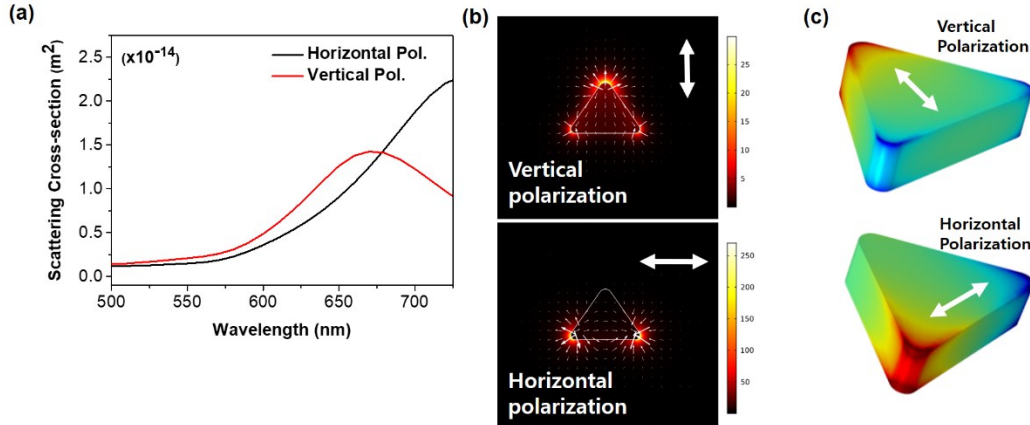 (a)
(x10⁻¹⁴)
Horizontal Pol.
Vertical Pol.
Scattering Cross-section (m²)
2.5
2.0
1.5
1.0
0.5
0.0
500
550
600
650
700
Wavelength (nm)
(b)
Vertical
polarization
25
20
15
10
5
Horizontal
polarization
250
200
150
100
50
(c)
Vertical
Polarization
Horizontal
Polarization